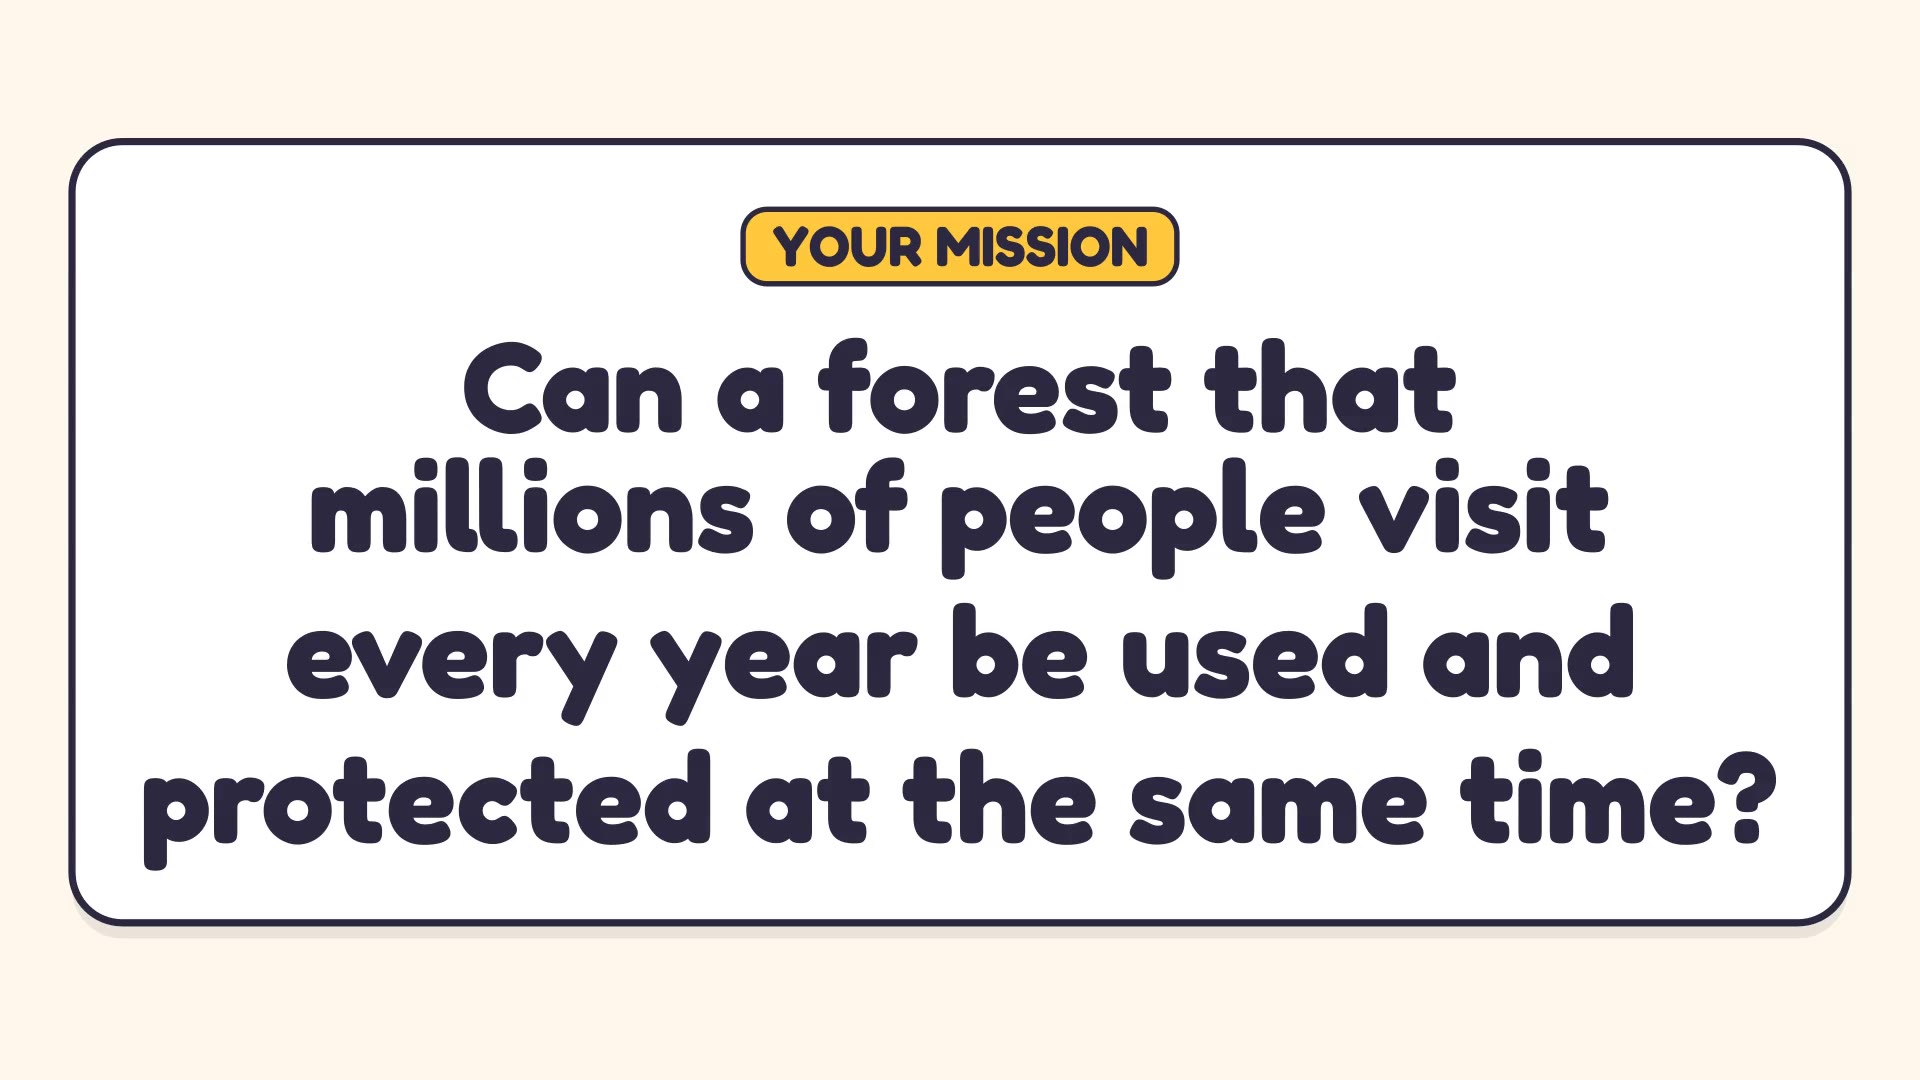 YOUR MISSION
Can a forest that
millions of people visit
every year be used and
protected at the same time?